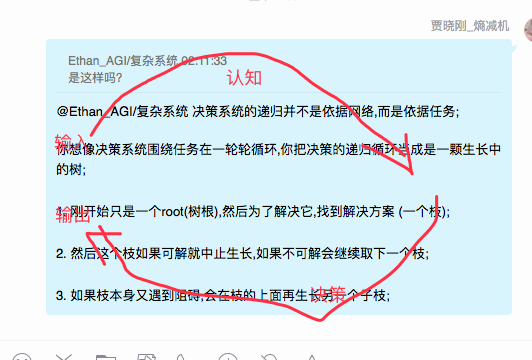 贾晓刚_熵减机
Ethan_AGI/复杂系统 02:11:33
是这样吗?
认知
@Ethan_AGI/复杂系统 决策系统的递归并不是依据网络,而是依据任务;
输入
你想像决策系统围绕任务在一轮轮循环,你把决策的递归循环当成是一颗生长中
的树;
输出
1. 刚开始只是一个root(树根),然后为了解决它,找到解决方案 (一个枝);
2. 然后这个枝如果可解就中止生长,如果不可解会继续取下一个枝;
决策
3. 如果枝本身又遇到阻碍,会在枝的上面再生长另一个子枝;